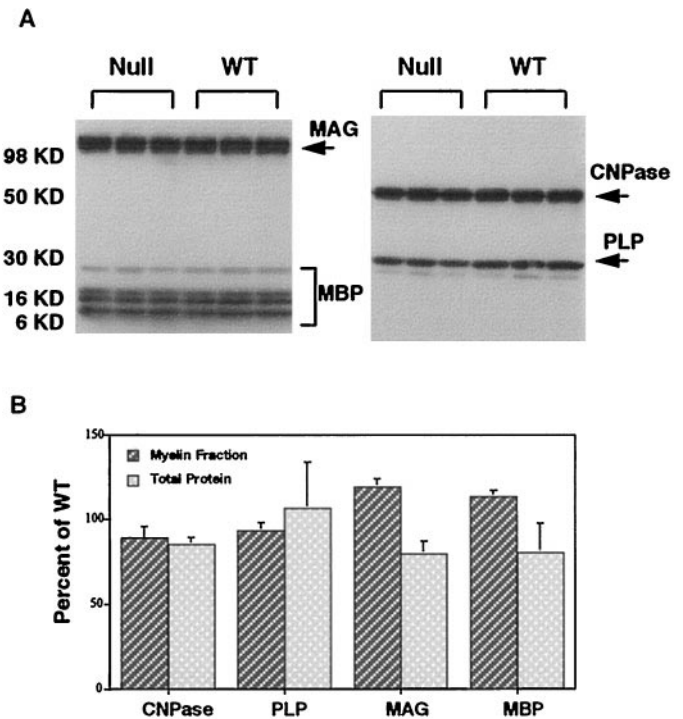 A
Null WT
MAG
98 KD
50 KD
30 KD
16 KD
6 KD
MBP
Null WT
CNPase
PLP
B
150
100
50
0
Percent of WT
Myelin Fraction
Total Protein
CNPase PLP MAG MBP